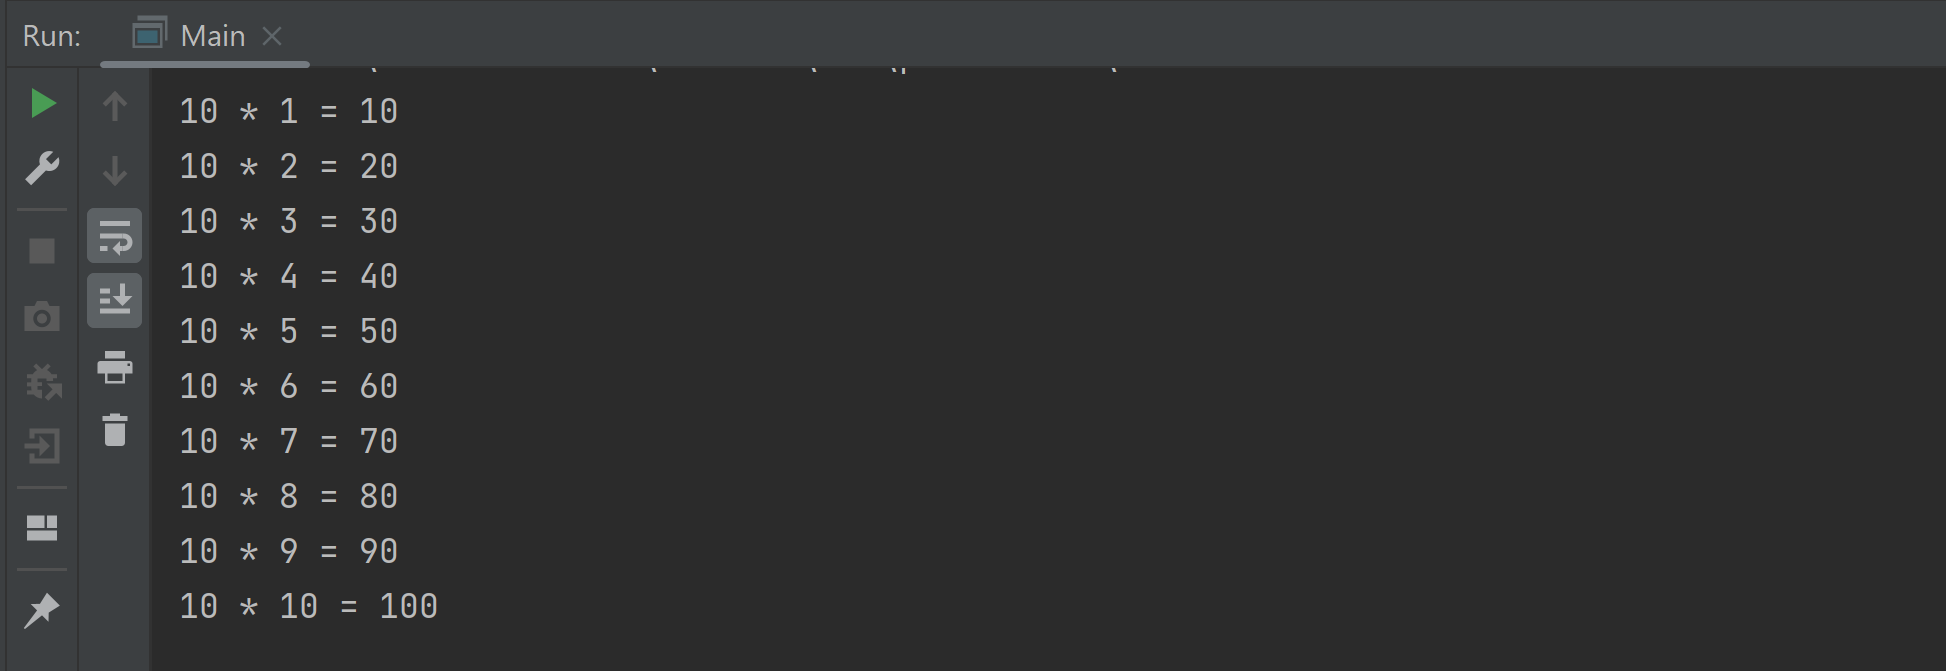 Run: Main
10 * 1 = 10
10 * 2 = 20
10 * 3 = 30
10 * 4 = 40
10 * 5 = 50
10 * 6 = 60
10 * 7 = 70
10 * 8 = 80
10 * 9 = 90
10 * 10 = 100